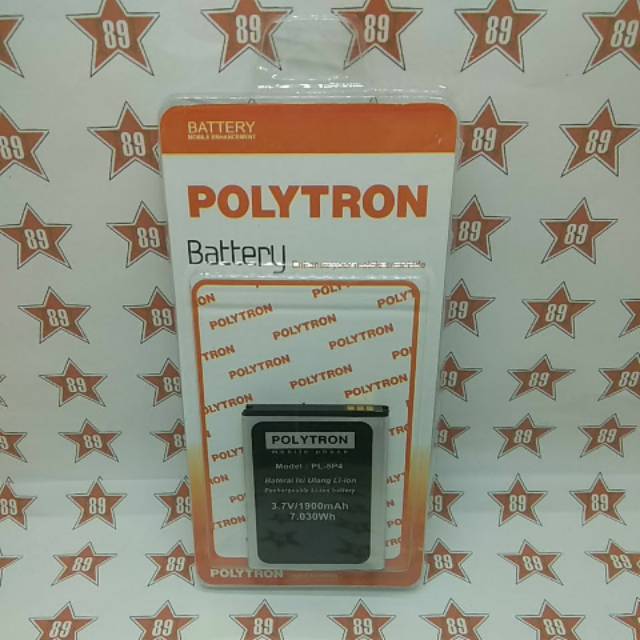 BATTERY
MOBILE ENHANCEMENT
POLYTRON
Battery
POLYTRON
POLYTRON
POLYTRON
POLYTRON
POLYTRON
POLYTRON
mobile phone
Model : PL-5P4
Baterai Isi Ulang Li-ion
Rechargeable Li-ion battery
3.7V/1900mAh
7.030Wh
POLYTRON
89